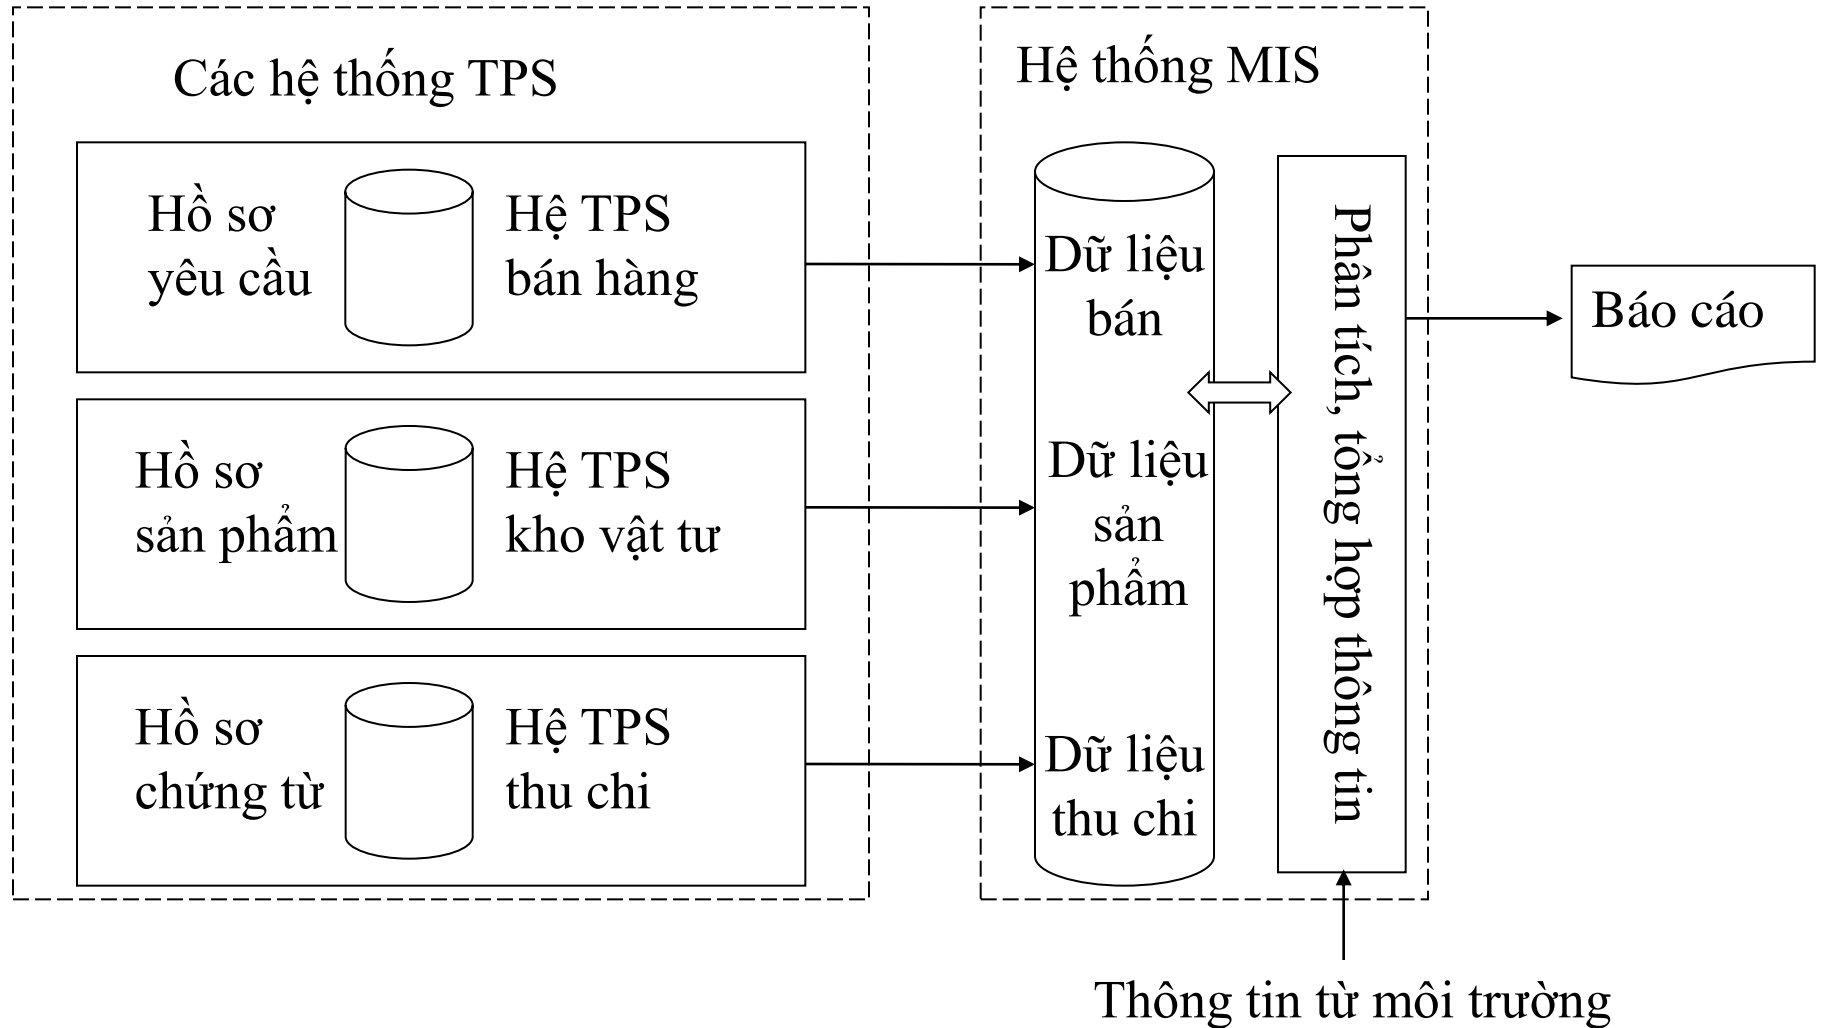 Các hệ thống TPS
Hồ sơ
yêu cầu
Hệ TPS
bán hàng
Hồ sơ
sản phẩm
Hệ TPS
kho vật tư
Hồ sơ
chứng từ
Hệ TPS
thu chi
Hệ thống MIS
Dữ liệu
bán
Dữ liệu
sản
phẩm
Dữ liệu
thu chi
Phân tích, tổng hợp thông tin
Báo cáo
Thông tin từ môi trường